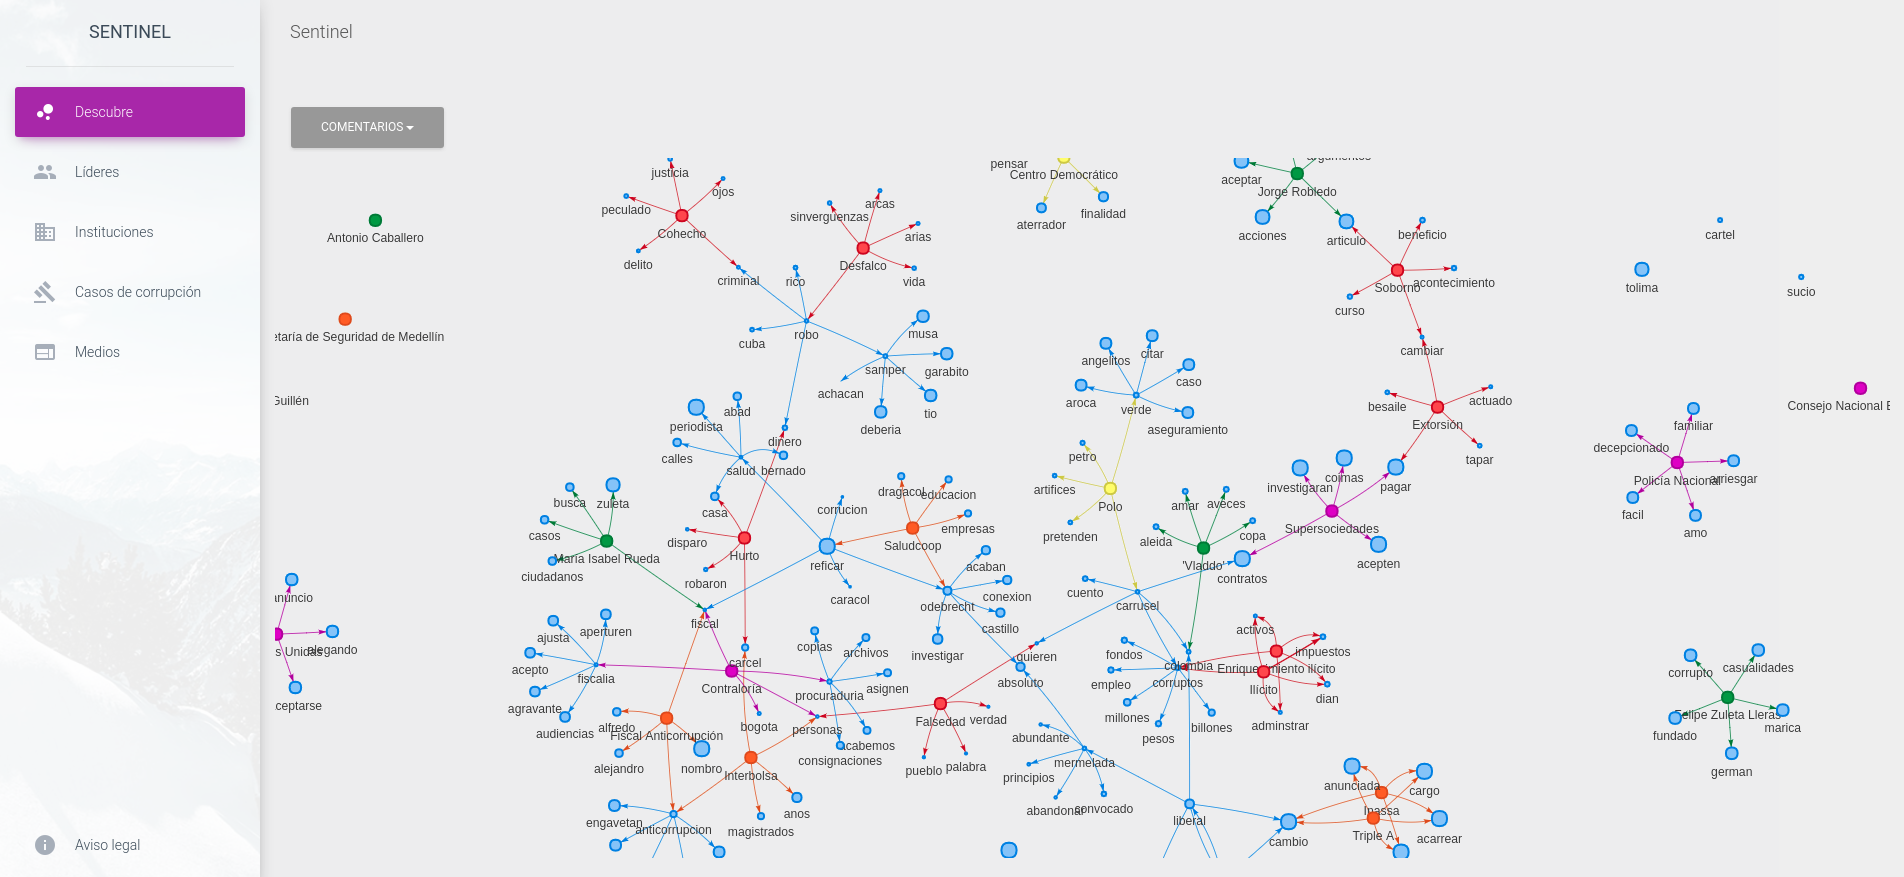 SENTINEL
Sentinel
Descubre
Líderes
Instituciones
Casos de corrupción
Medios
Aviso legal
COMENTARIOS
justicia
ojos
peculado
Cohecho
delito
criminal
sinverguenzas
arcas
arias
Desfalco
vida
rico
cuba
robo
musa
samper
garabito
achacan
tio
deberia
pensar
Centro Democrático
aterrador
finalidad
argumentos
aceptar
Jorge Robledo
acciones
articulo
beneficio
Soborno
acontecimiento
curso
cambiar
cartel
tolima
sucio
Antonio Caballero
etaría de Seguridad de Medellín
Guillén
angelitos
citar
caso
aroca
verde
aseguramiento
besaile
actuado
Extorsión
tapar
Consejo Nacional E
familiar
decepcionado
Policía Nacional
arriesgar
facil
amo
abad
periodista
dinero
calles
salud
bernado
casa
petro
artifices
Polo
pretenden
comas
investigaran
pagar
Supersociedades
acepten
contratos
busca
zuleta
casos
María Isabel Rueda
ciudadanos
disparo
Hurto
robaron
corrucion
reficar
caracol
dragacol
educacion
empresas
Saludcoop
acaban
odebrecht
conexion
castillo
investigar
amar
aveces
aleida
copa
'Vladdo'
cuento
carrusel
fiscal
anuncio
s Unidas
alegando
ceptarse
ajusta
aperturen
acepto
fiscalia
agravante
audiencias
carcel
Contraloría
bogota
copias
archivos
procuraduria
asignen
personas
acabemos
consignaciones
quieren
absoluto
Falsedad
verdad
pueblo
palabra
fondos
colombia
empleo
corruptos
millones
pesos
billones
activos
impuestos
Enriquecimiento ilícito
Ilícito
dian
adminstrar
corrupto
casualidades
Felipe Zuleta Lleras
fundado
marica
german
alfredo
Fiscal Anticorrupción
alejandro
nombro
Interbolsa
anos
magistrados
engavetan
anticorrupcion
abundante
mermelada
principios
abandonar
convocado
liberal
cambio
anunciada
cargo
Inassa
Triple A
acarrear